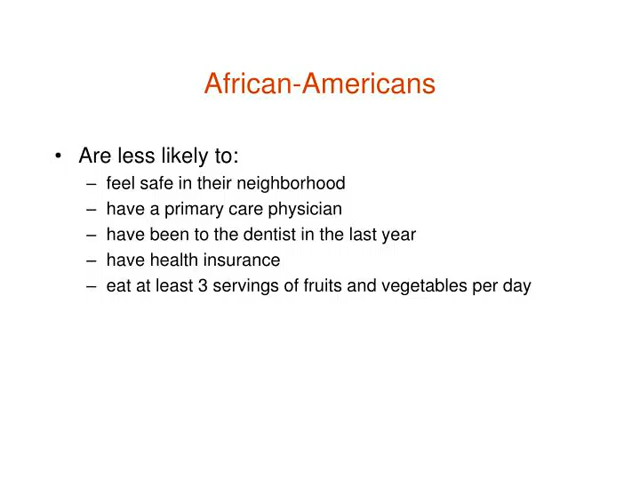 African-Americans
• Are less likely to:
– feel safe in their neighborhood
– have a primary care physician
– have been to the dentist in the last year
– have health insurance
– eat at least 3 servings of fruits and vegetables per day